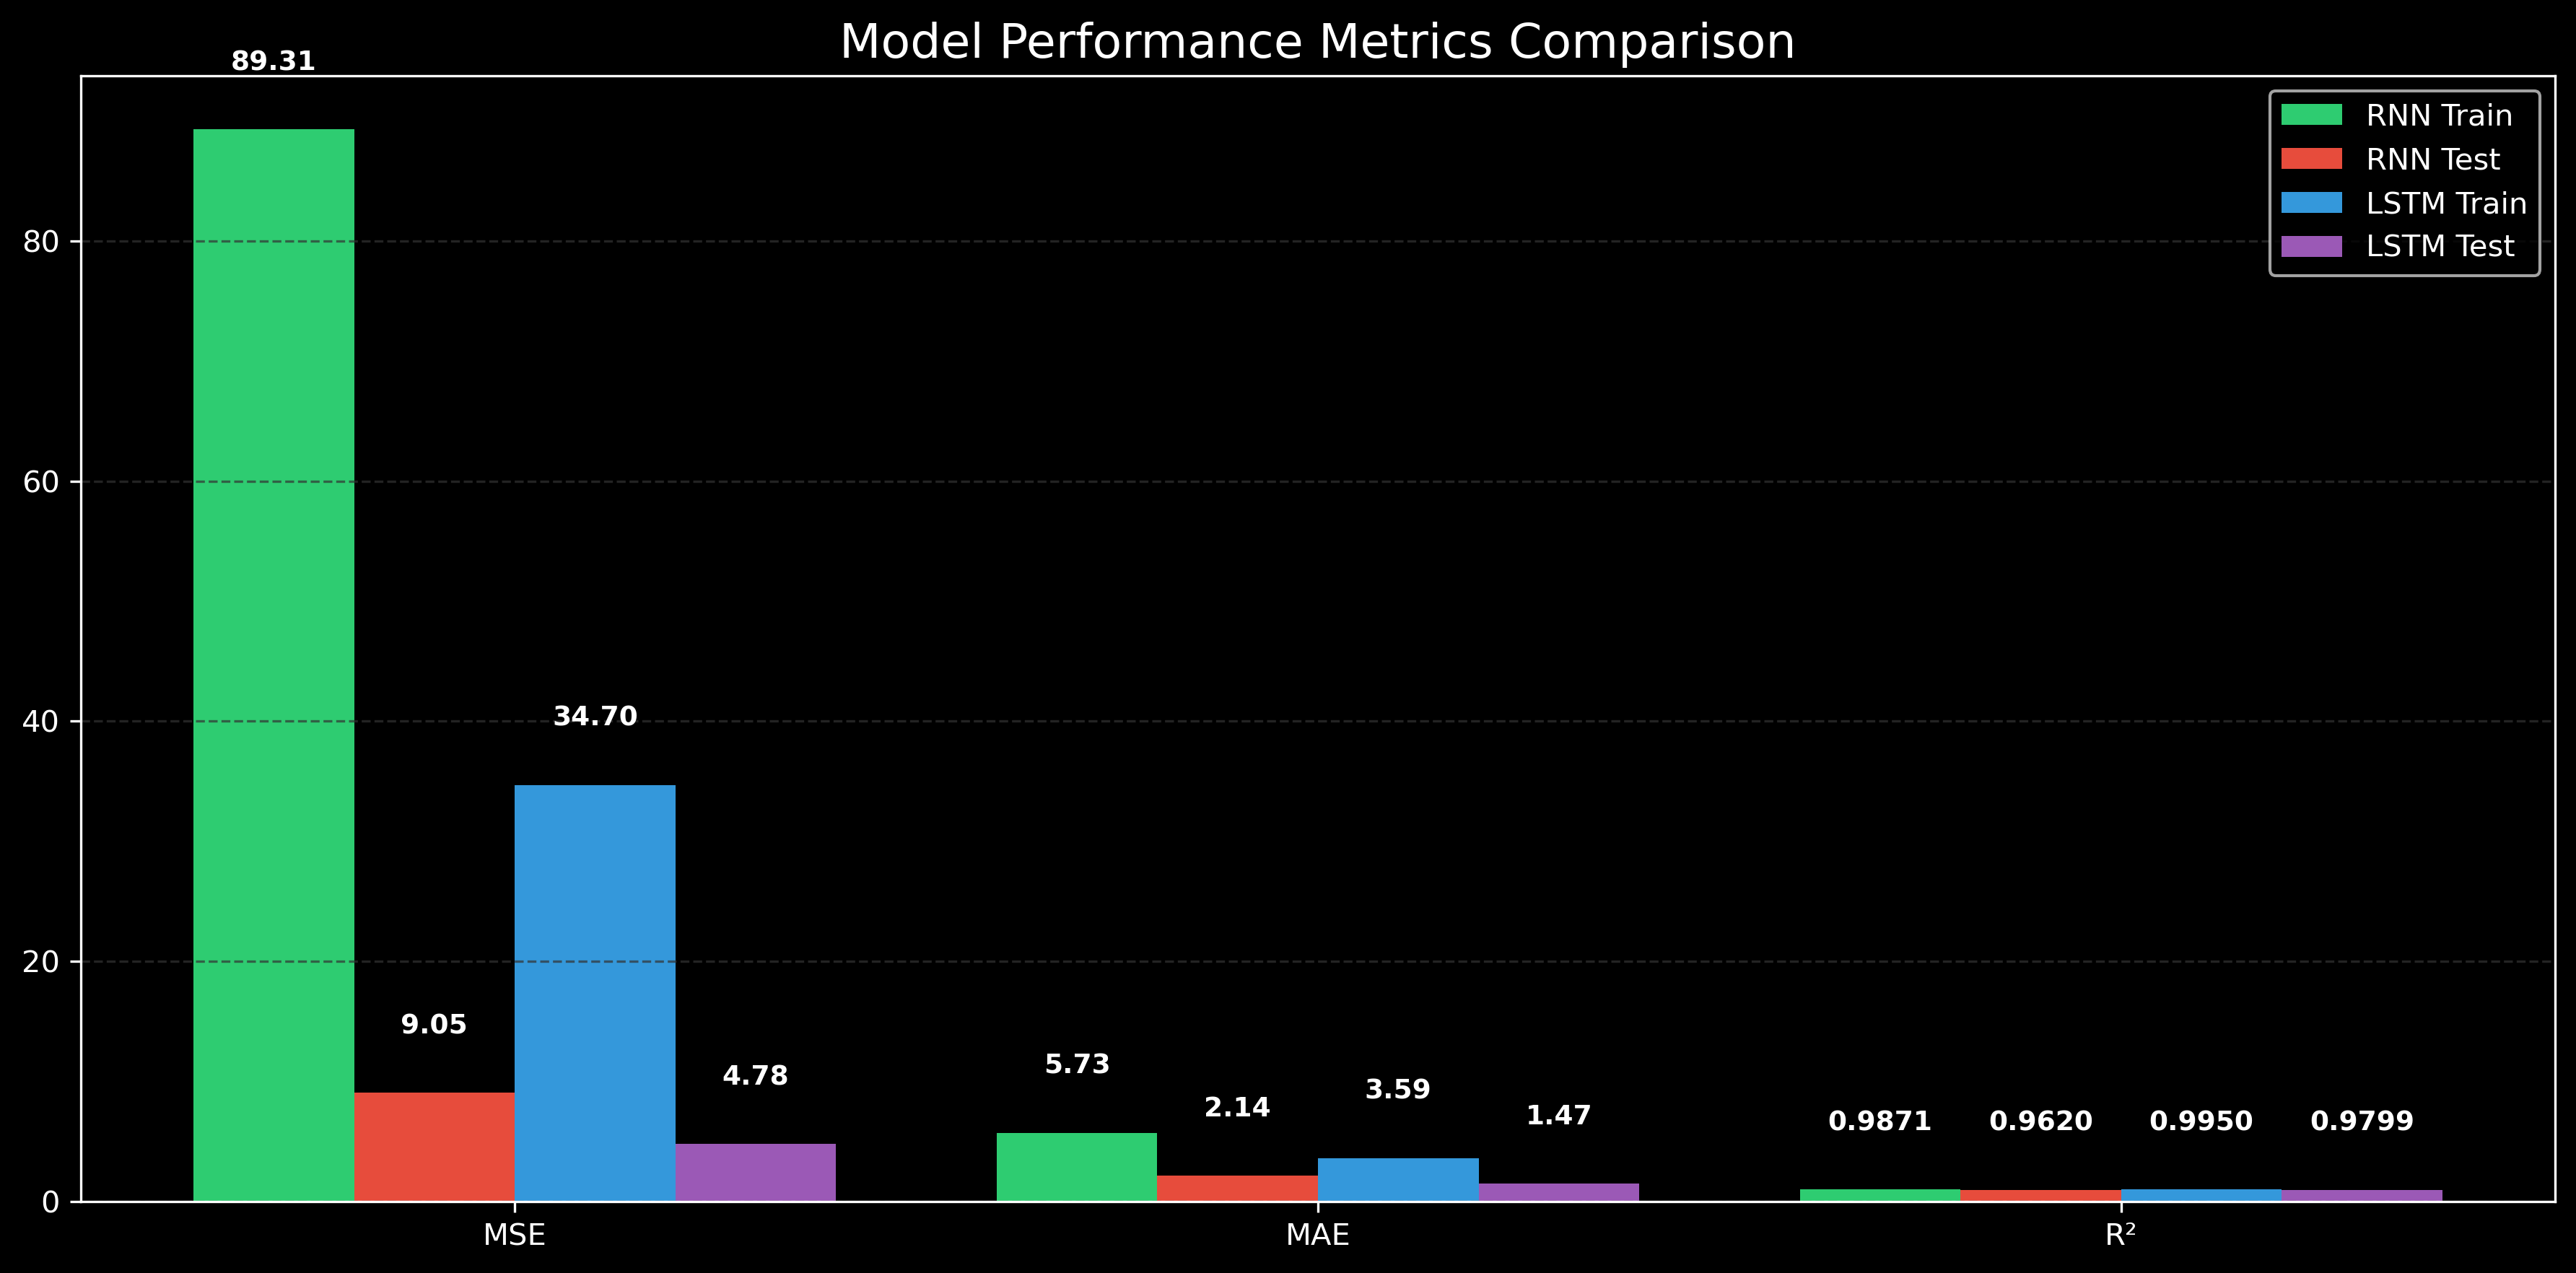 Model Performance Metrics Comparison
89.31
RNN Train
RNN Test
LSTM Train
LSTM Test
80
60
40
20
0
34.70
9.05
4.78
5.73
2.14
3.59
1.47
0.9871
0.9620
0.9950
0.9799
MSE
MAE
R²